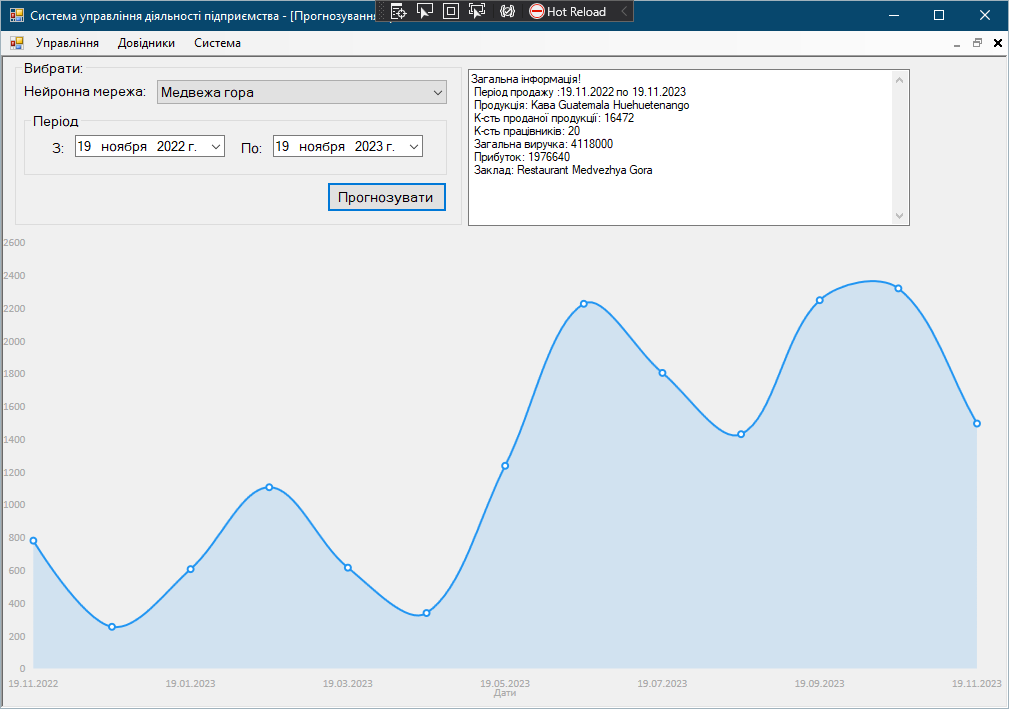 Система управління діяльності підприємства - [Прогнозування
Hot Reload
Управління Довідники Система
Вибрати:
Нейронна мережа: Медвежа гора
Період
З: 19 ноября 2022 г. По: 19 ноября 2023 г.
Прогнозувати
Загальна інформація!
Період продажу :19.11.2022 по 19.11.2023
Продукція: Кава Guatemala Huehuetenango
К-сть проданої продукції: 16472
К-сть працівників: 20
Загальна виручка: 4118000
Прибуток: 1976640
Заклад: Restaurant Medvezhya Gora
2600
2400
2200
2000
1800
1600
1400
1200
1000
800
600
400
200
0
19.11.2022 19.01.2023 19.03.2023 19.05.2023 19.07.2023 19.09.2023 19.11.2023
Дати